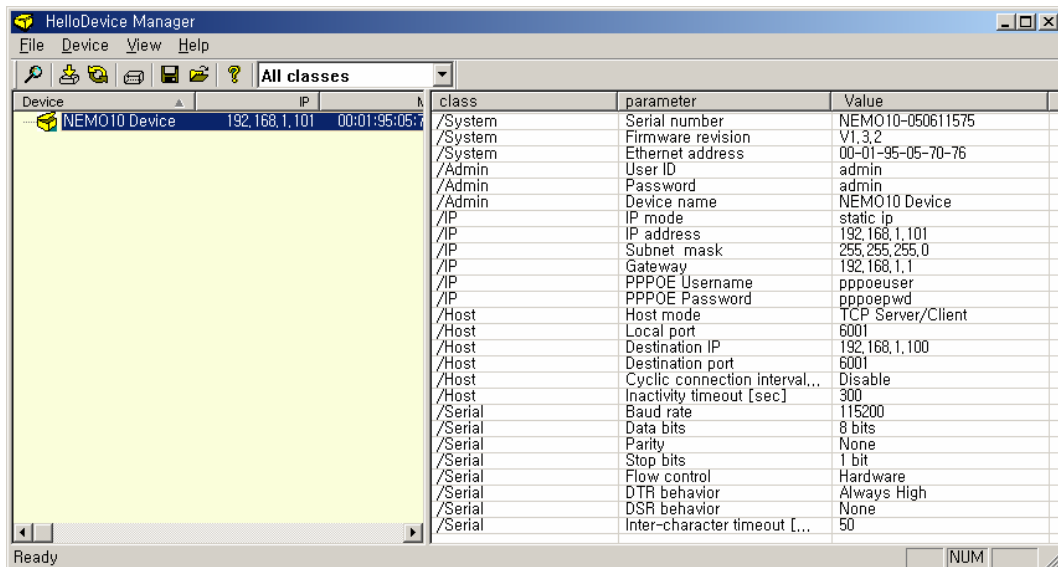 HelloDevice Manager
File Device View Help
All classes
Device IP
NEMO10 Device 192,168,1,101 00:01:95:05:7
class parameter Value
/System Serial number NEMO10-050611575
/System Firmware revision V1,3,2
/System Ethernet address 00-01-95-05-70-76
/Admin User ID admin
/Admin Password admin
/Admin Device name NEMO10 Device
/IP IP mode static ip
/IP IP address 192,168,1,101
/IP Subnet mask 255,255,255,0
/IP Gateway 192,168,1,1
/IP PPPOE Username pppoeuser
/IP PPPOE Password pppoepwd
/Host Host mode TCP Server/Client
/Host Local port 6001
/Host Destination IP 192,168,1,100
/Host Destination port 6001
/Host Cyclic connection interval,,, Disable
/Host Inactivity timeout [sec] 300
/Serial Baud rate 115200
/Serial Data bits 8 bits
/Serial Parity None
/Serial Stop bits 1 bit
/Serial Flow control Hardware
/Serial DTR behavior Always High
/Serial DSR behavior None
/Serial Inter-character timeout [,,, 50
Ready NUM